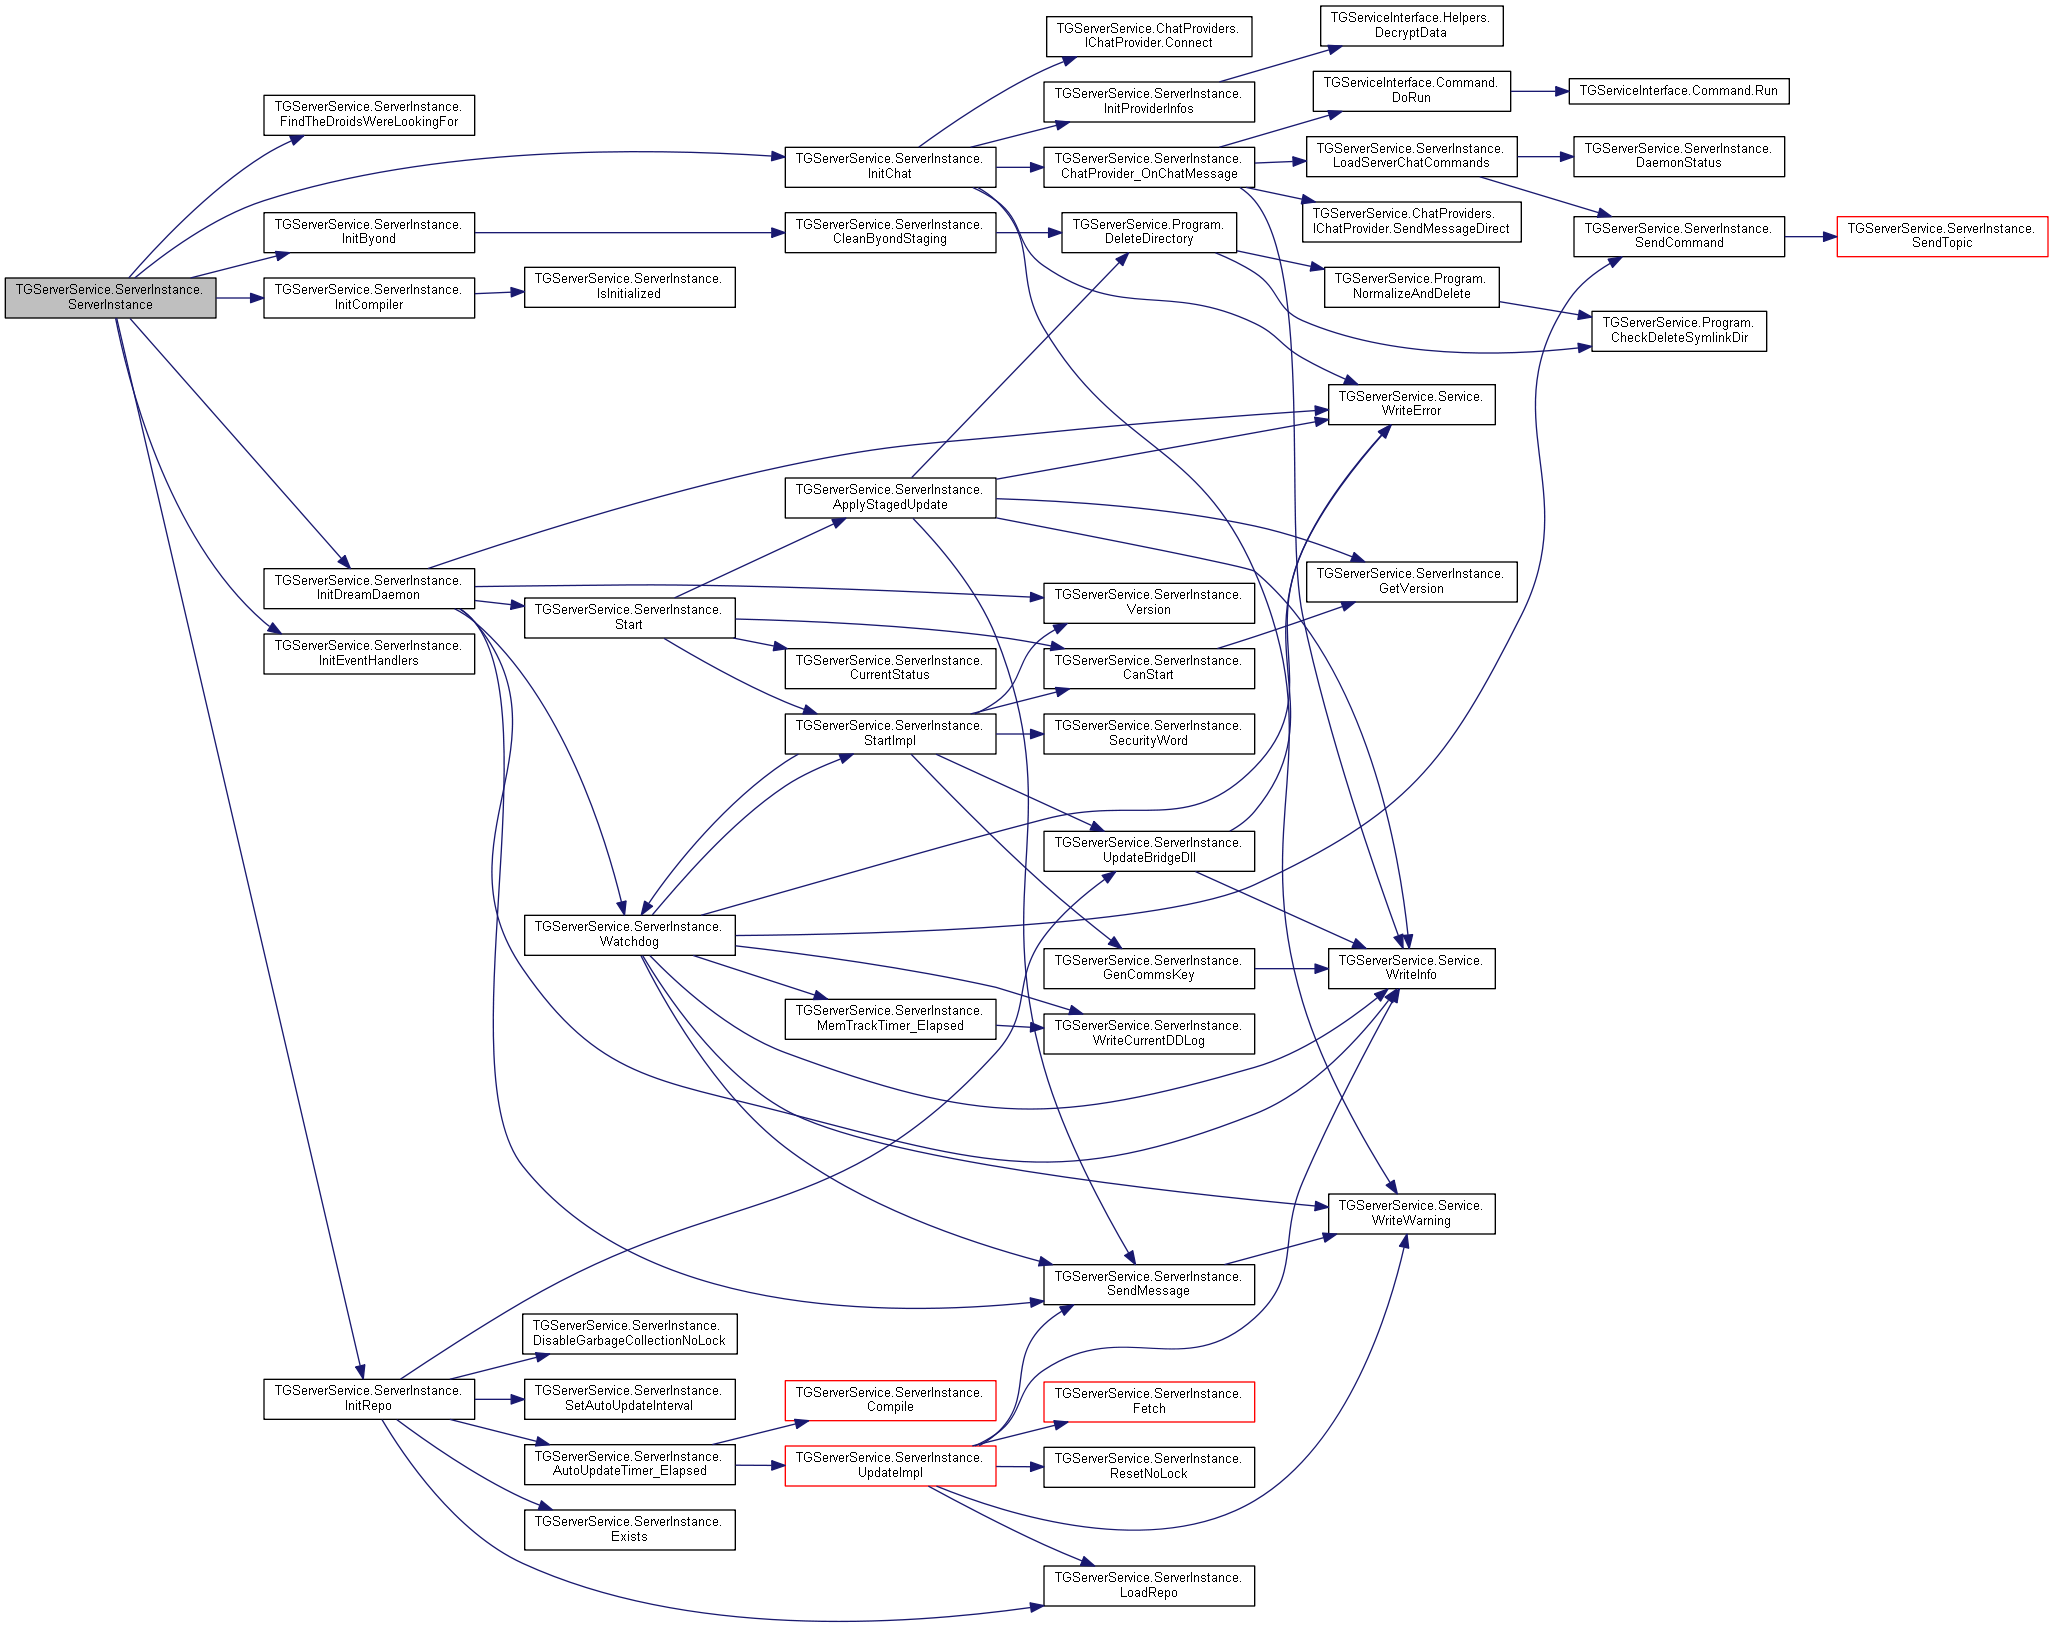 TGServerService.ServerInstance.
ServerInstance
TGServerService.ServerInstance.
FindTheDroidsWereLookingFor
TGServerService.ServerInstance.
InitByond
TGServerService.ServerInstance.
InitCompiler
TGServerService.ServerInstance.
InitDreamDaemon
TGServerService.ServerInstance.
InitEventHandlers
TGServerService.ServerInstance.
InitRepo
TGServerService.ServerInstance.
IsInitialized
TGServerService.ServerInstance.
Start
TGServerService.ServerInstance.
Watchdog
TGServerService.ServerInstance.
DisableGarbageCollectionNoLock
TGServerService.ServerInstance.
SetAutoUpdateInterval
TGServerService.ServerInstance.
AutoUpdateTimer_Elapsed
TGServerService.ServerInstance.
Exists
TGServerService.ServerInstance.
InitChat
TGServerService.ServerInstance.
CleanByondStaging
TGServerService.ServerInstance.
ApplyStagedUpdate
TGServerService.ServerInstance.
CurrentStatus
TGServerService.ServerInstance.
StartImpl
TGServerService.ServerInstance.
MemTrackTimer_Elapsed
TGServerService.ServerInstance.
Compile
TGServerService.ServerInstance.
UpdateImpl
TGServerService.ChatProviders.
IChatProvider.Connect
TGServerService.ServerInstance.
InitProviderInfos
TGServerService.ServerInstance.
ChatProvider_OnChatMessage
TGServerService.Program.
DeleteDirectory
TGServerService.ServerInstance.
Version
TGServerService.ServerInstance.
CanStart
TGServerService.ServerInstance.
SecurityWord
TGServerService.ServerInstance.
UpdateBridgeDll
TGServerService.ServerInstance.
GenCommsKey
TGServerService.ServerInstance.
WriteCurrentDDLog
TGServerService.ServerInstance.
SendMessage
TGServerService.ServerInstance.
Fetch
TGServerService.ServerInstance.
ResetNoLock
TGServerService.ServerInstance.
LoadRepo
TGServiceInterface.Helpers.
DecryptData
TGServiceInterface.Command.
DoRun
TGServerService.ServerInstance.
LoadServerChatCommands
TGServerService.ChatProviders.
IChatProvider.SendMessageDirect
TGServerService.Program.
NormalizeAndDelete
TGServerService.Service.
WriteError
TGServerService.ServerInstance.
GetVersion
TGServerService.Service.
WriteInfo
TGServerService.Service.
WriteWarning
TGServiceInterface.Command.Run
TGServerService.ServerInstance.
DaemonStatus
TGServerService.ServerInstance.
SendCommand
TGServerService.Program.
CheckDeleteSymlinkDir
TGServerService.ServerInstance.
SendTopic